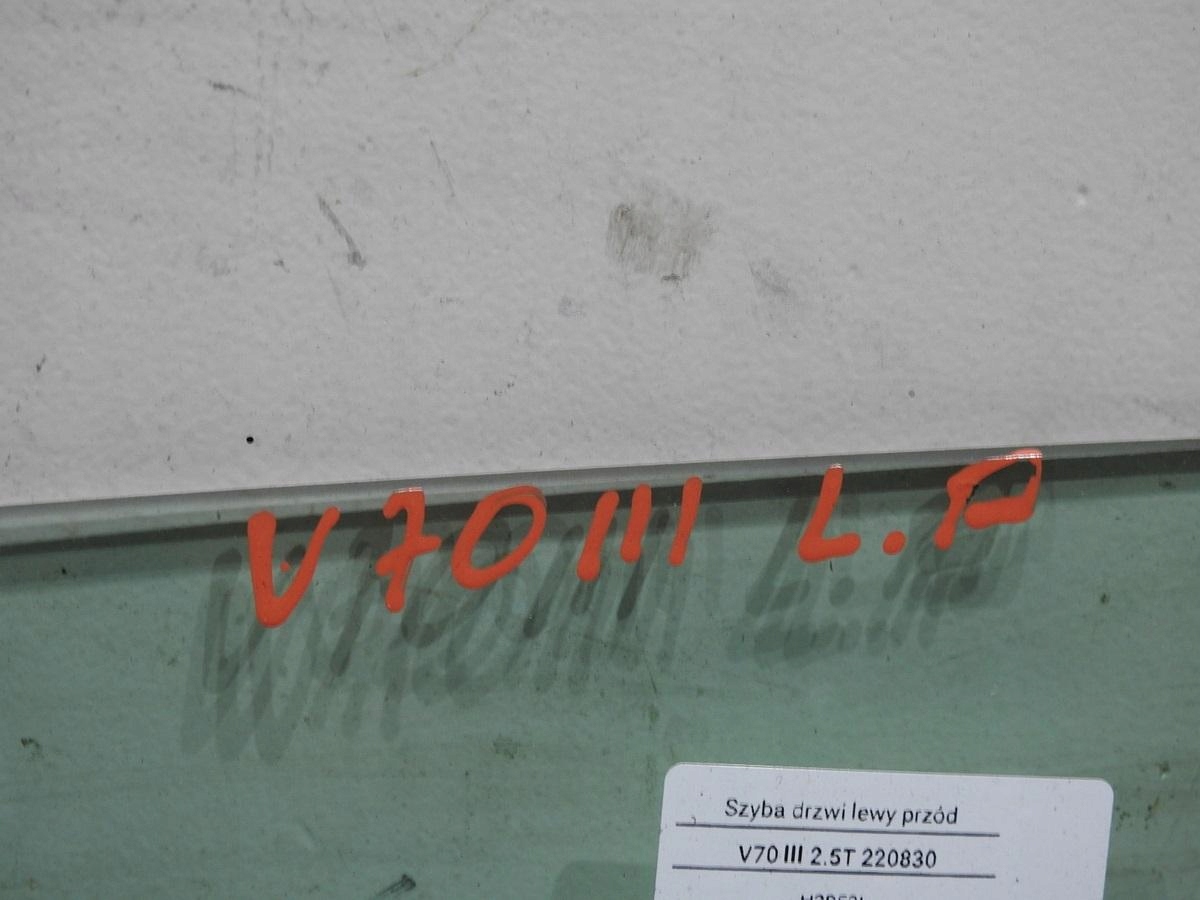 V70 III L.P
Szyba drzwi lewy przód
V70 III 2.5T 220830